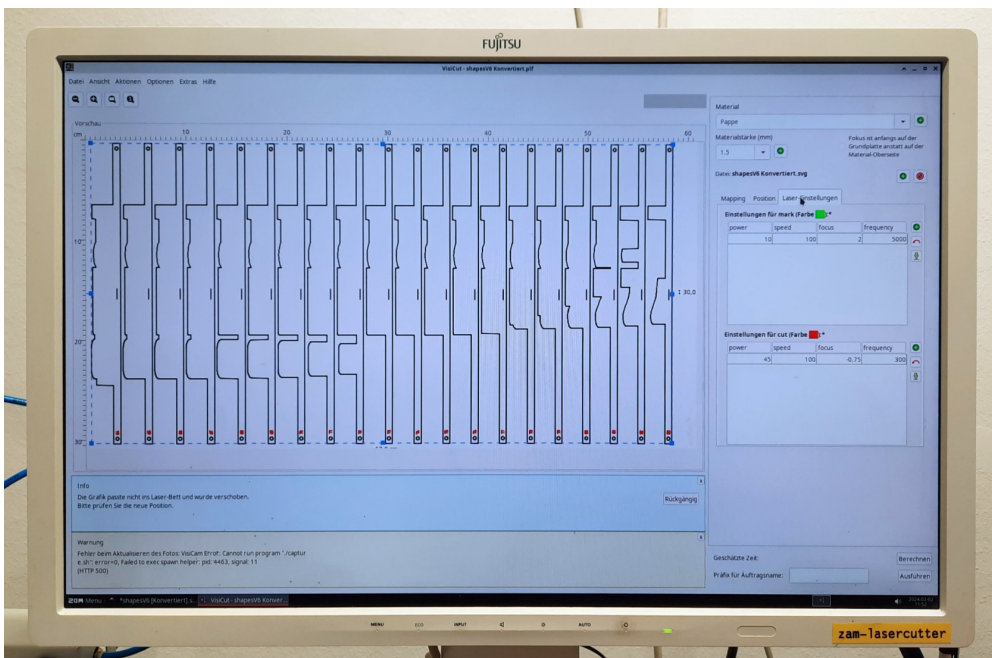 FUJITSU
VisiCut - shapesV6 Konvertiert.plf
Datei Ansicht Aktionen Optionen Extras Hilfe
Vorschau
cm 10 20 30 40 50 60
10
20
30
30,0
Info
Die Grafik passte nicht ins Laser-Bett und wurde verschoben.
Bitte prüfen Sie die neue Position.
Rückgängig
Warnung
Fehler beim Aktualisieren des Fotos: VisiCam Error: Cannot run program "./captur
e.sh": error=0, Failed to exec spawn helper: pid: 4463, signal: 11
(HTTP 500)
Material
Pappe
Materialstärke (mm)
1.5
Fokus ist anfangs auf der
Grundplatte anstatt auf der
Material-Oberseite
Datei: shapesV6 Konvertiert.svg
Mapping Position Laser-Einstellungen
Einstellungen für mark (Farbe ):*
power speed focus frequency
10 100 2 5000
Einstellungen für cut (Farbe ):*
power speed focus frequency
45 100 -0,75 300
Geschätzte Zeit:
Berechnen
Präfix für Auftragsname:
Ausführen
Menu *shapesV6 [Konvertiert] s... VisiCut - shapesV6 Konver...
MENU ECO INPUT AUTO
zam-lasercutter